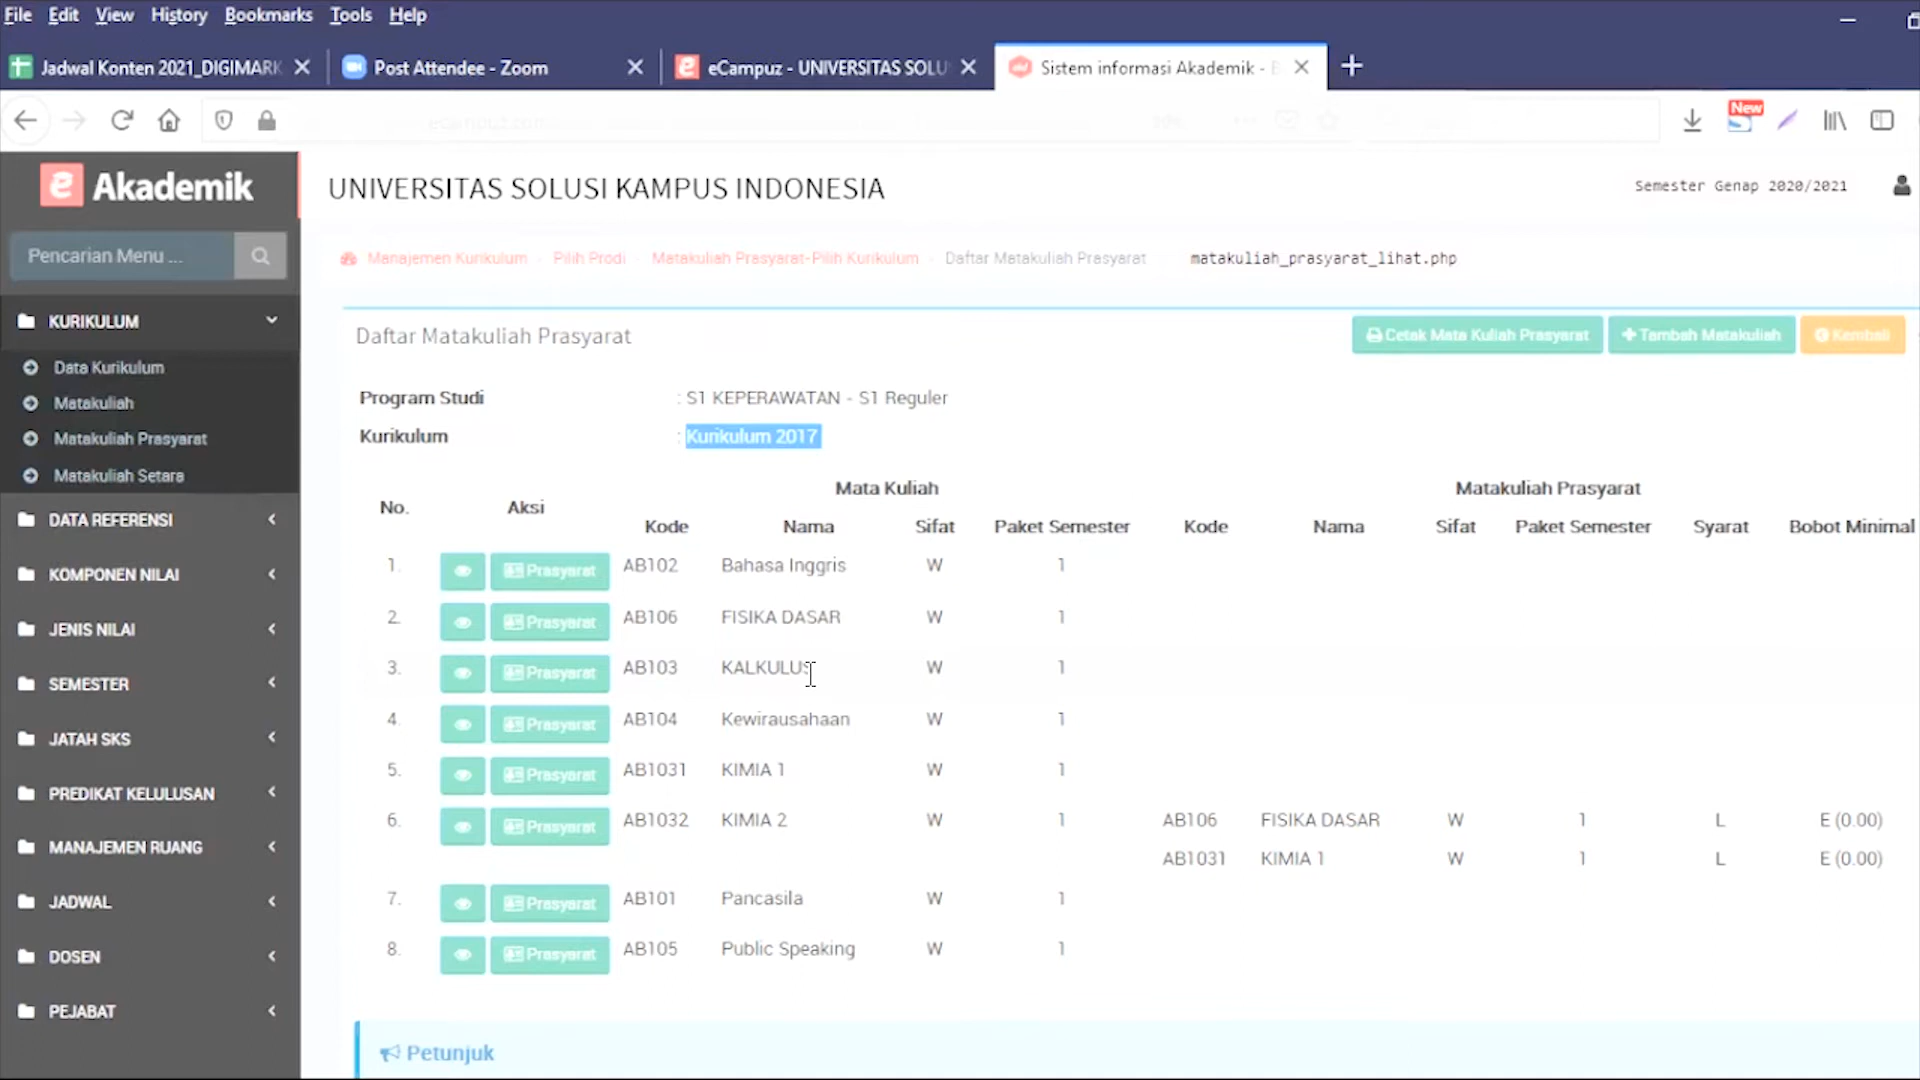 File Edit View History Bookmarks Tools Help
Jadwal Konten 2021_DIGIMARK
Post Attendee - Zoom
eCampuz - UNIVERSITAS SOLU
Sistem informasi Akademik -
New
e Akademik
UNIVERSITAS SOLUSI KAMPUS INDONESIA
Semester Genap 2020/2021
Pencarian Menu ...
Manajemen Kurikulum - Pilih Prodi - Matakuliah Prasyarat-Pilih Kurikulum - Daftar Matakuliah Prasyarat
matakuliah_prasyarat_lihat.php
KURIKULUM
Data Kurikulum
Matakuliah
Matakuliah Prasyarat
Matakuliah Setara
DATA REFERENSI
KOMPONEN NILAI
JENIS NILAI
SEMESTER
JATAH SKS
PREDIKAT KELULUSAN
MANAJEMEN RUANG
JADWAL
DOSEN
PEJABAT
Daftar Matakuliah Prasyarat
Cetak Mata Kuliah Prasyarat
Tambah Matakuliah
Kembali
Program Studi : S1 KEPERAWATAN - S1 Reguler
Kurikulum : Kurikulum 2017
Mata Kuliah Matakuliah Prasyarat
No. Aksi
Kode Nama Sifat Paket Semester Kode Nama Sifat Paket Semester Syarat Bobot Minimal
1. Prasyarat AB102 Bahasa Inggris W 1
2. Prasyarat AB106 FISIKA DASAR W 1
3. Prasyarat AB103 KALKULUS W 1
4. Prasyarat AB104 Kewirausahaan W 1
5. Prasyarat AB1031 KIMIA 1 W 1
6. Prasyarat AB1032 KIMIA 2 W 1 AB106 FISIKA DASAR W 1 L E (0.00)
AB1031 KIMIA 1 W 1 L E (0.00)
7. Prasyarat AB101 Pancasila W 1
8. Prasyarat AB105 Public Speaking W 1
Petunjuk